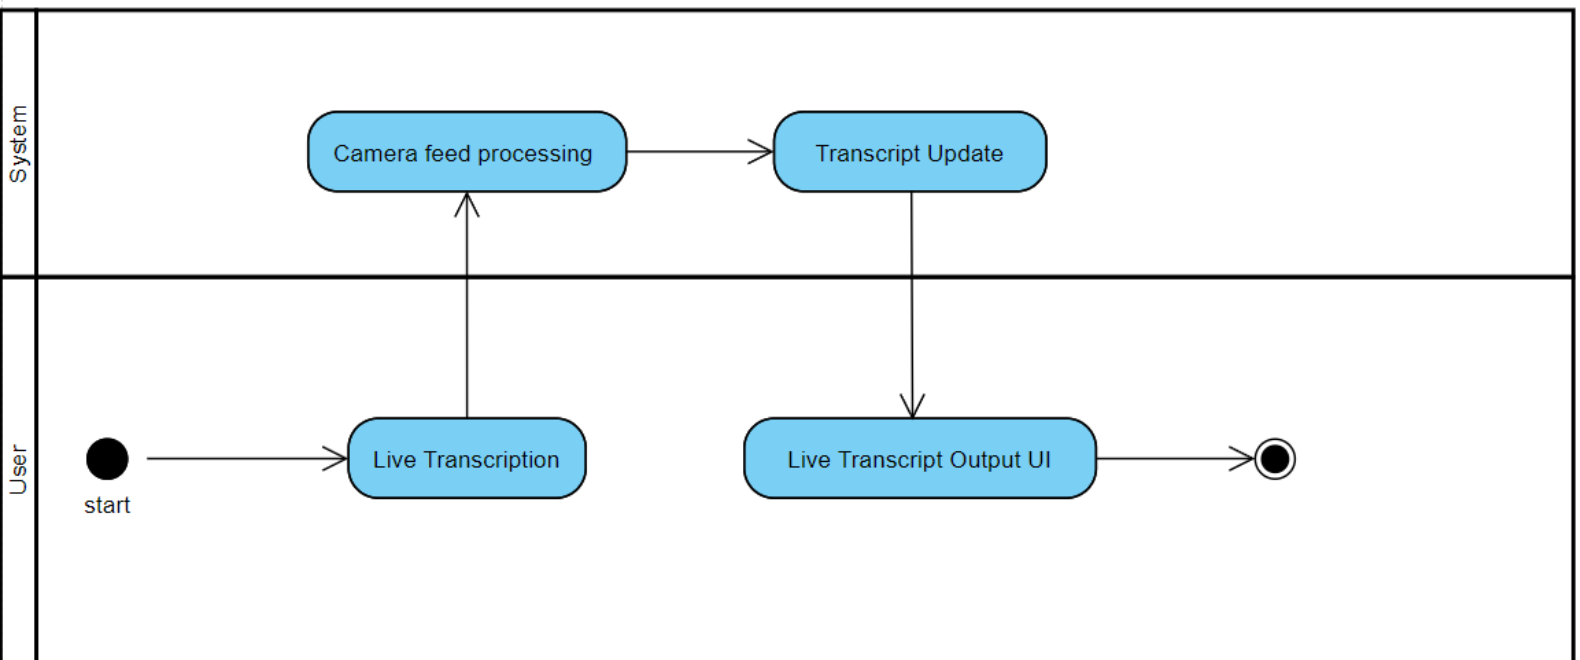 System
Camera feed processing
Transcript Update
User
start
Live Transcription
Live Transcript Output UI